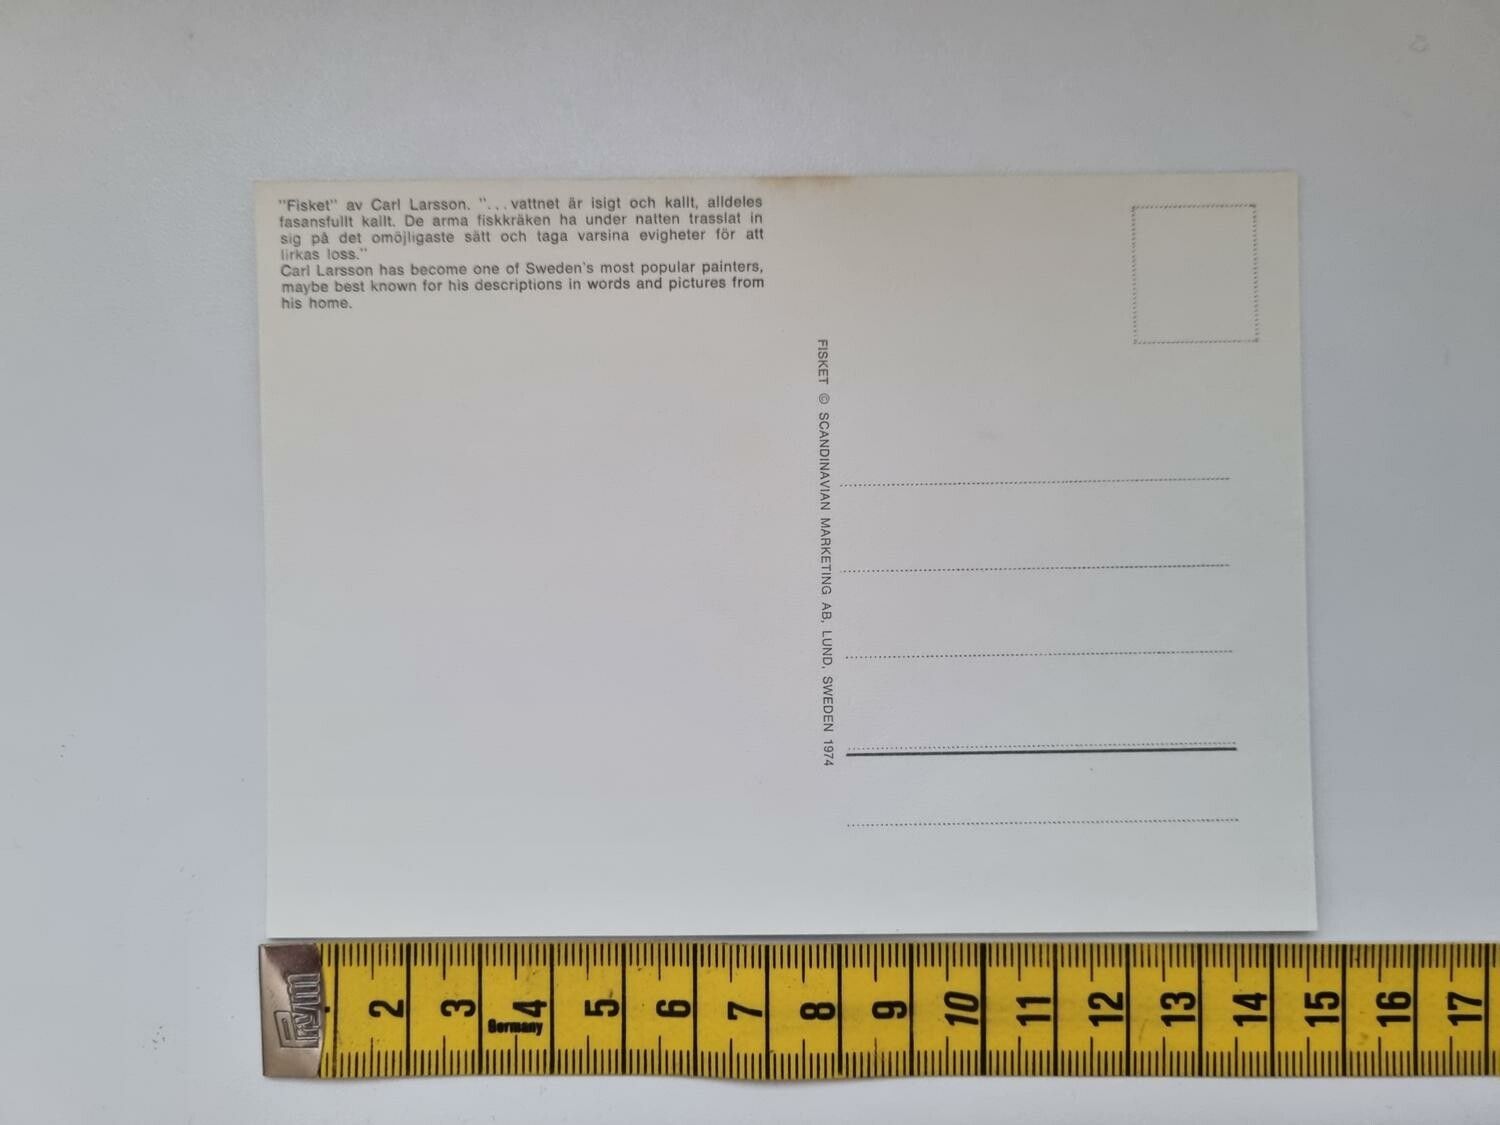 "Fisket" av Carl Larsson. "... vattnet är isigt och kallt, alldeles
fasansfullt kallt. De arma fiskkräken ha under natten trasslat in
sig på det omöjligaste sätt och taga varsina evigheter för att
lirkas loss."
Carl Larsson has become one of Sweden's most popular painters,
maybe best known for his descriptions in words and pictures from
his home.
FISKET © SCANDINAVIAN MARKETING AB, LUND, SWEDEN 1974
Prym
2 3 4 5 6 7 8 9 10 11 12 13 14 15 16 17
Germany